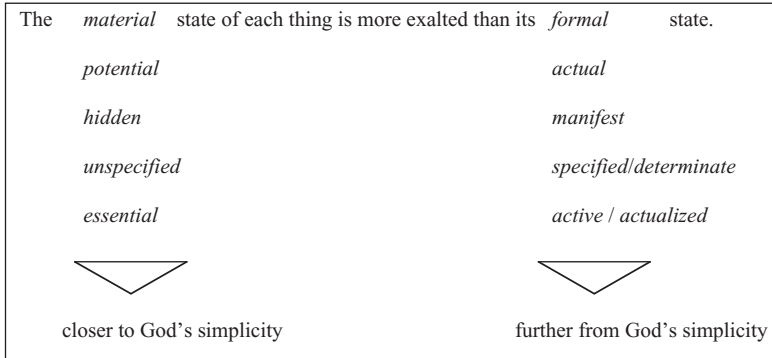 The material state of each thing is more exalted than its formal state.
potential actual
hidden manifest
unspecified specified/determinate
essential active / actualized
closer to God's simplicity further from God's simplicity